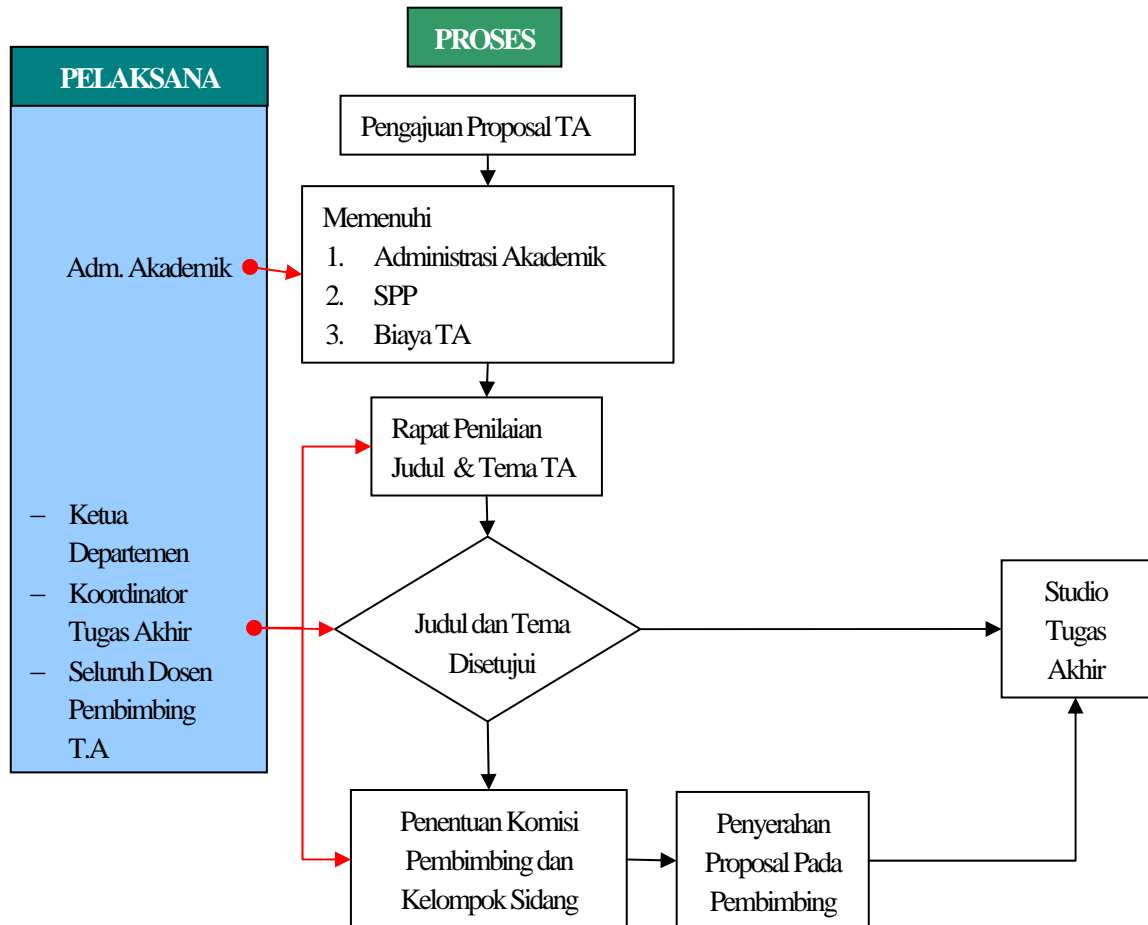 PROSES
PELAKSANA
Pengajuan Proposal TA
Memenuhi
1. Administrasi Akademik
2. SPP
3. Biaya TA
Adm. Akademik
Rapat Penilaian
Judul & Tema TA
– Ketua
Departemen
– Koordinator
Tugas Akhir
– Seluruh Dosen
Pembimbing
T.A
Judul dan Tema
Disetujui
Studio
Tugas
Akhir
Penentuan Komisi
Pembimbing dan
Kelompok Sidang
Penyerahan
Proposal Pada
Pembimbing